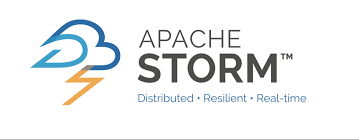 APACHE
STORM™
Distributed • Resilient • Real-time